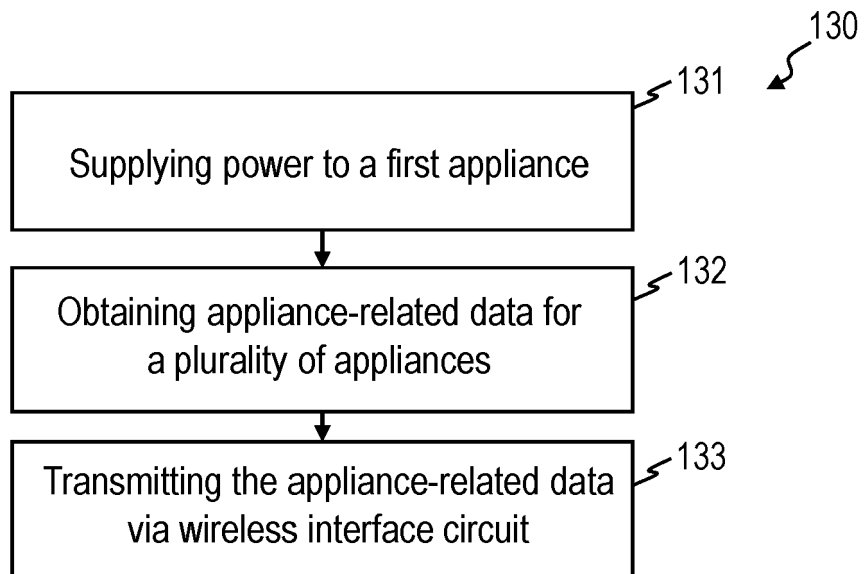 130
131
Supplying power to a first appliance
132
Obtaining appliance-related data for
a plurality of appliances
133
Transmitting the appliance-related data
via wireless interface circuit